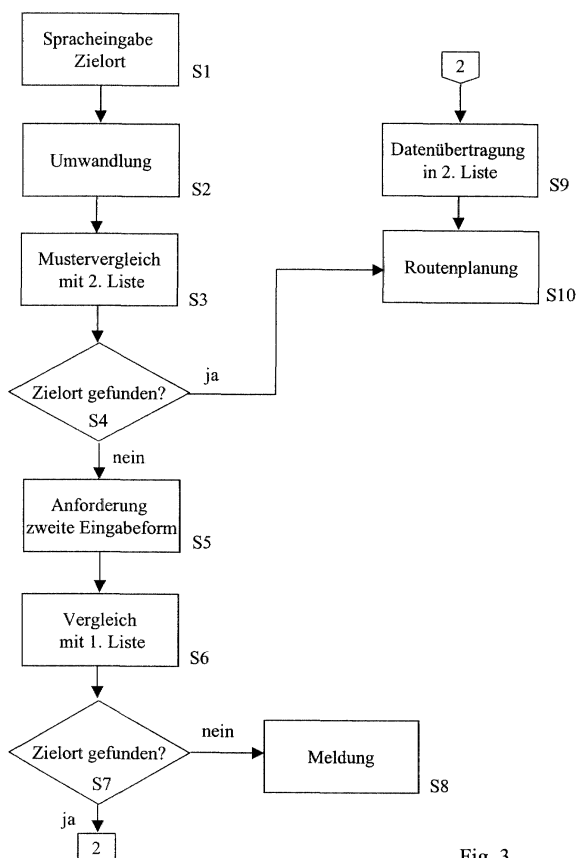 Spracheingabe
Zielort
S1
Umwandlung
S2
Mustervergleich
mit 2. Liste
S3
Zielort gefunden?
S4
ja
nein
Anforderung
zweite Eingabeform
S5
Vergleich
mit 1. Liste
S6
Zielort gefunden?
S7
nein
Meldung
S8
ja
2
2
Datenübertragung
in 2. Liste
S9
Routenplanung
S10
Fig. 3